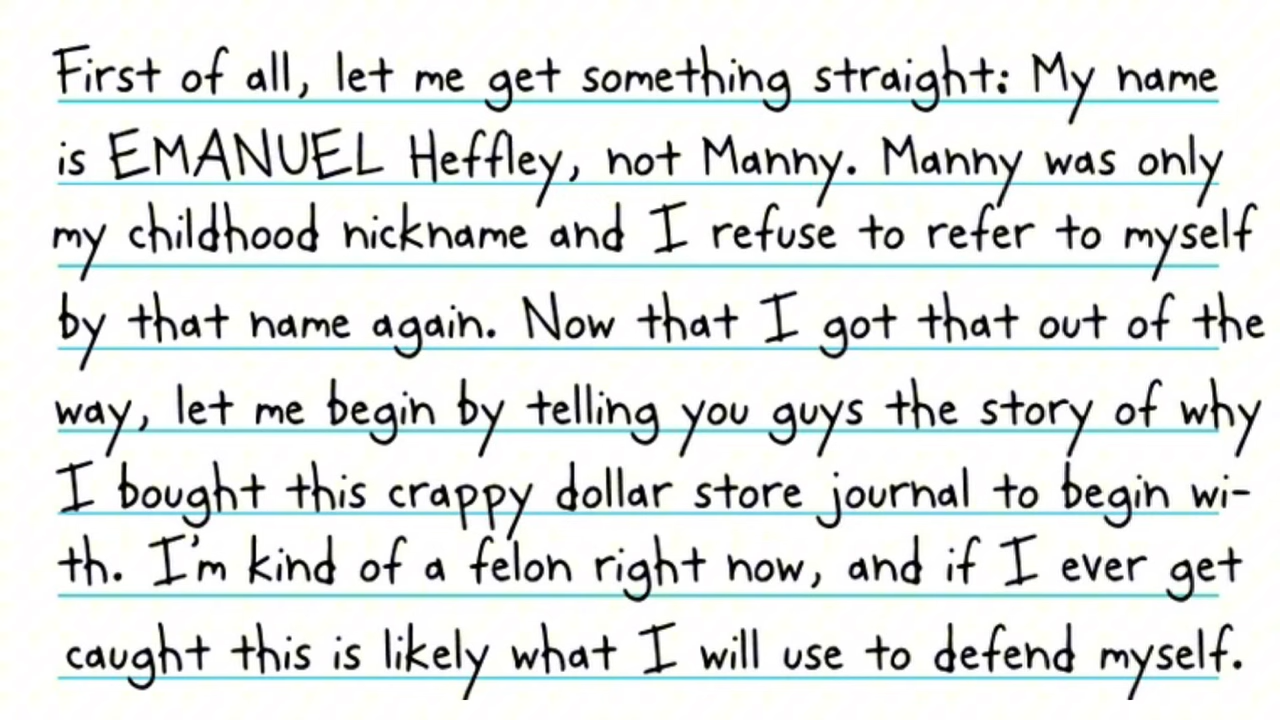 First of all, let me get something straight: My name
is EMANUEL Heffley, not Manny. Manny was only
my childhood nickname and I refuse to refer to myself
by that name again. Now that I got that out of the
way, let me begin by telling you guys the story of why
I bought this crappy dollar store journal to begin wi-
th. I'm kind of a felon right now, and if I ever get
caught this is likely what I will use to defend myself.